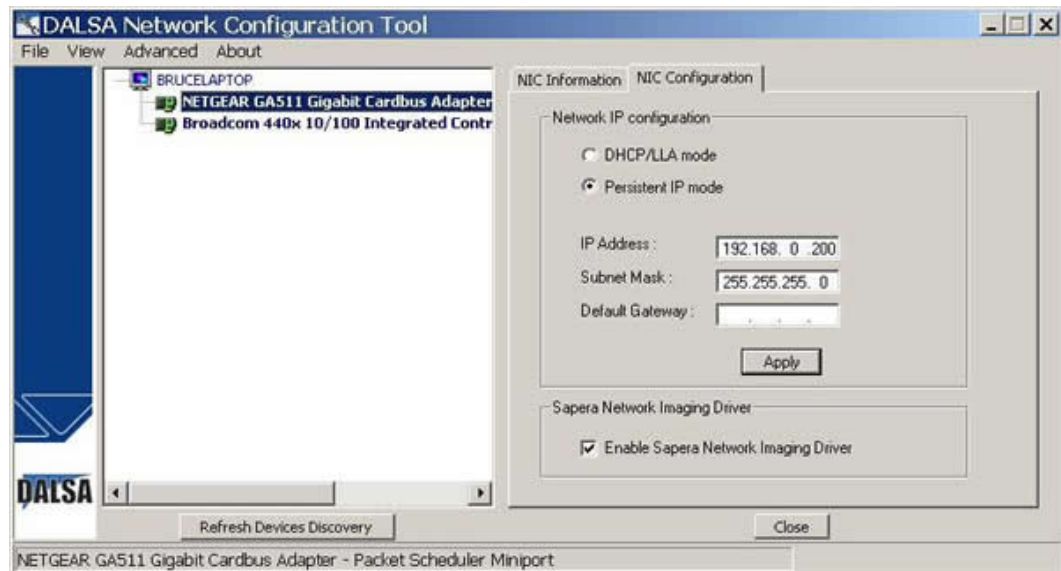 DALSA Network Configuration Tool
File View Advanced About
BRUCELAPTOP
NETGEAR GA511 Gigabit Cardbus Adapter
Broadcom 440x 10/100 Integrated Contr
NIC Information NIC Configuration
Network IP configuration
DHCP/LLA mode
Persistent IP mode
IP Address : 192.168. 0 .200
Subnet Mask : 255.255.255. 0
Default Gateway : . . .
Apply
Sapera Network Imaging Driver
Enable Sapera Network Imaging Driver
DALSA
Refresh Devices Discovery
Close
NETGEAR GA511 Gigabit Cardbus Adapter - Packet Scheduler Miniport